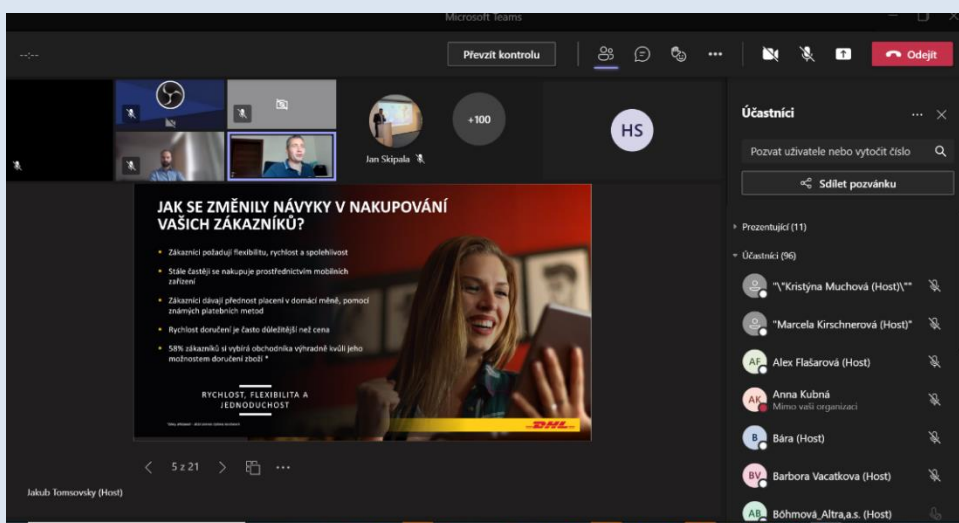 Microsoft Teams
--:--
Převzít kontrolu
Odejít
+100
Jan Skipala
HS
JAK SE ZMĚNILY NÁVYKY V NAKUPOVÁNÍ
VAŠICH ZÁKAZNÍKŮ?
Zákazníci požadují flexibilitu, rychlost a spolehlivost
Stále častěji se nakupuje prostřednictvím mobilních
zařízení
Zákazníci dávají přednost placení v domácí měně, pomocí
známých platebních metod
Rychlost doručení je často důležitější než cena
58% zákazníků si vybírá obchodníka výhradně kvůli jeho
možnostem doručení zboží *
RYCHLOST, FLEXIBILITA A
JEDNODUCHOST
DHL
5 z 21
Jakub Tomsovsky (Host)
Účastníci
Pozvat uživatele nebo vytočit číslo
Sdílet pozvánku
Prezentující (11)
Účastníci (96)
"\"Kristýna Muchová (Host)\""
"Marcela Kirschnerová (Host)"
AF Alex Flašarová (Host)
AK Anna Kubná
Mimo vaši organizaci
B Bára (Host)
BV Barbora Vacatkova (Host)
AB Böhmová_Altra,a.s. (Host)